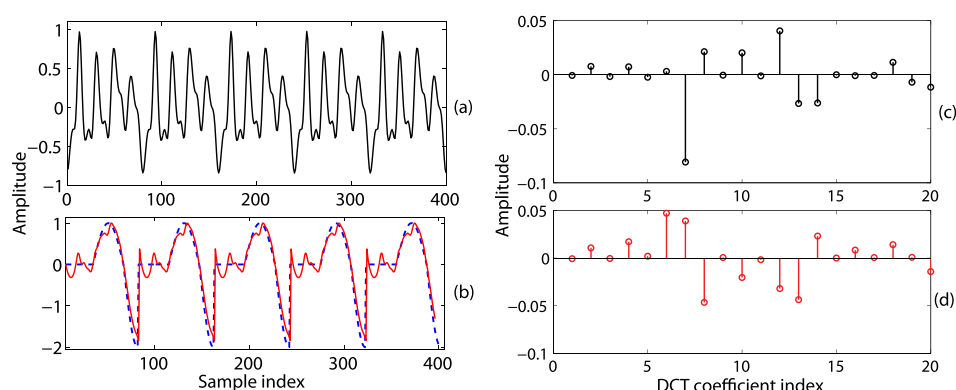 1
0.5
0
−0.5
−1
0 100 200 300 400
(a)
Amplitude
1
0
−1
−2
100 200 300 400
(b)
Sample index
0.05
0
−0.05
−0.1
0 5 10 15 20
(c)
Amplitude
0.05
0
−0.05
−0.1
0 5 10 15 20
(d)
DCT coefficient index